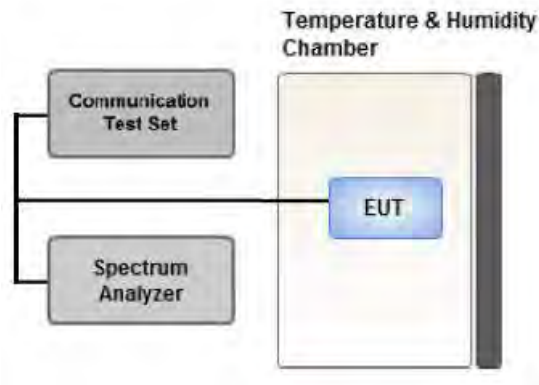 Temperature & Humidity
Chamber
Communication
Test Set
EUT
Spectrum
Analyzer